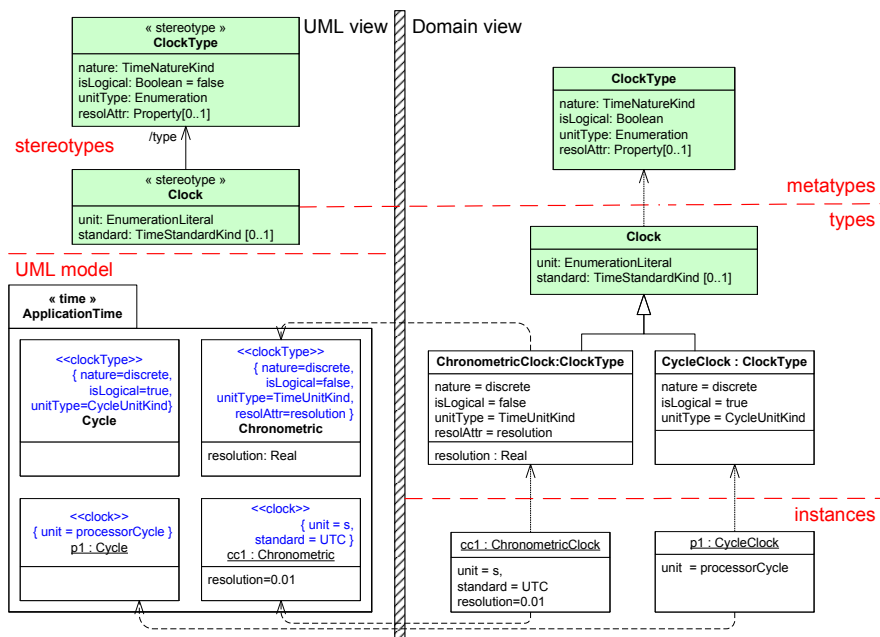 « stereotype »
ClockType
nature: TimeNatureKind
isLogical: Boolean = false
unitType: Enumeration
resolAttr: Property[0..1]
UML view
/type
stereotypes
« stereotype »
Clock
unit: EnumerationLiteral
standard: TimeStandardKind [0..1]
UML model
« time »
ApplicationTime
<<clockType>>
{ nature=discrete,
isLogical=true,
unitType=CycleUnitKind}
Cycle
<<clockType>>
{ nature=discrete,
isLogical=false,
unitType=TimeUnitKind,
resolAttr=resolution }
Chronometric
resolution: Real
<<clock>>
{ unit = processorCycle }
p1 : Cycle
<<clock>>
{ unit = s,
standard = UTC }
cc1 : Chronometric
resolution=0.01
Domain view
ClockType
nature: TimeNatureKind
isLogical: Boolean
unitType: Enumeration
resolAttr: Property[0..1]
metatypes
types
Clock
unit: EnumerationLiteral
standard: TimeStandardKind [0..1]
ChronometricClock:ClockType
nature = discrete
isLogical = false
unitType = TimeUnitKind
resolAttr = resolution
resolution : Real
CycleClock : ClockType
nature = discrete
isLogical = true
unitType = CycleUnitKind
instances
cc1 : ChronometricClock
unit = s,
standard = UTC
resolution=0.01
p1 : CycleClock
unit = processorCycle